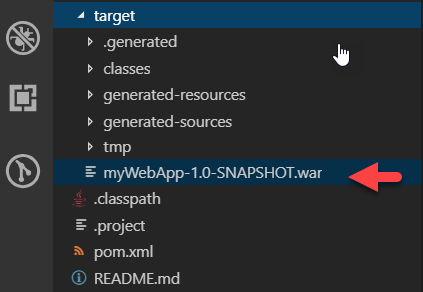 target
.generated
classes
generated-resources
generated-sources
tmp
myWebApp-1.0-SNAPSHOT.war
.classpath
.project
pom.xml
README.md